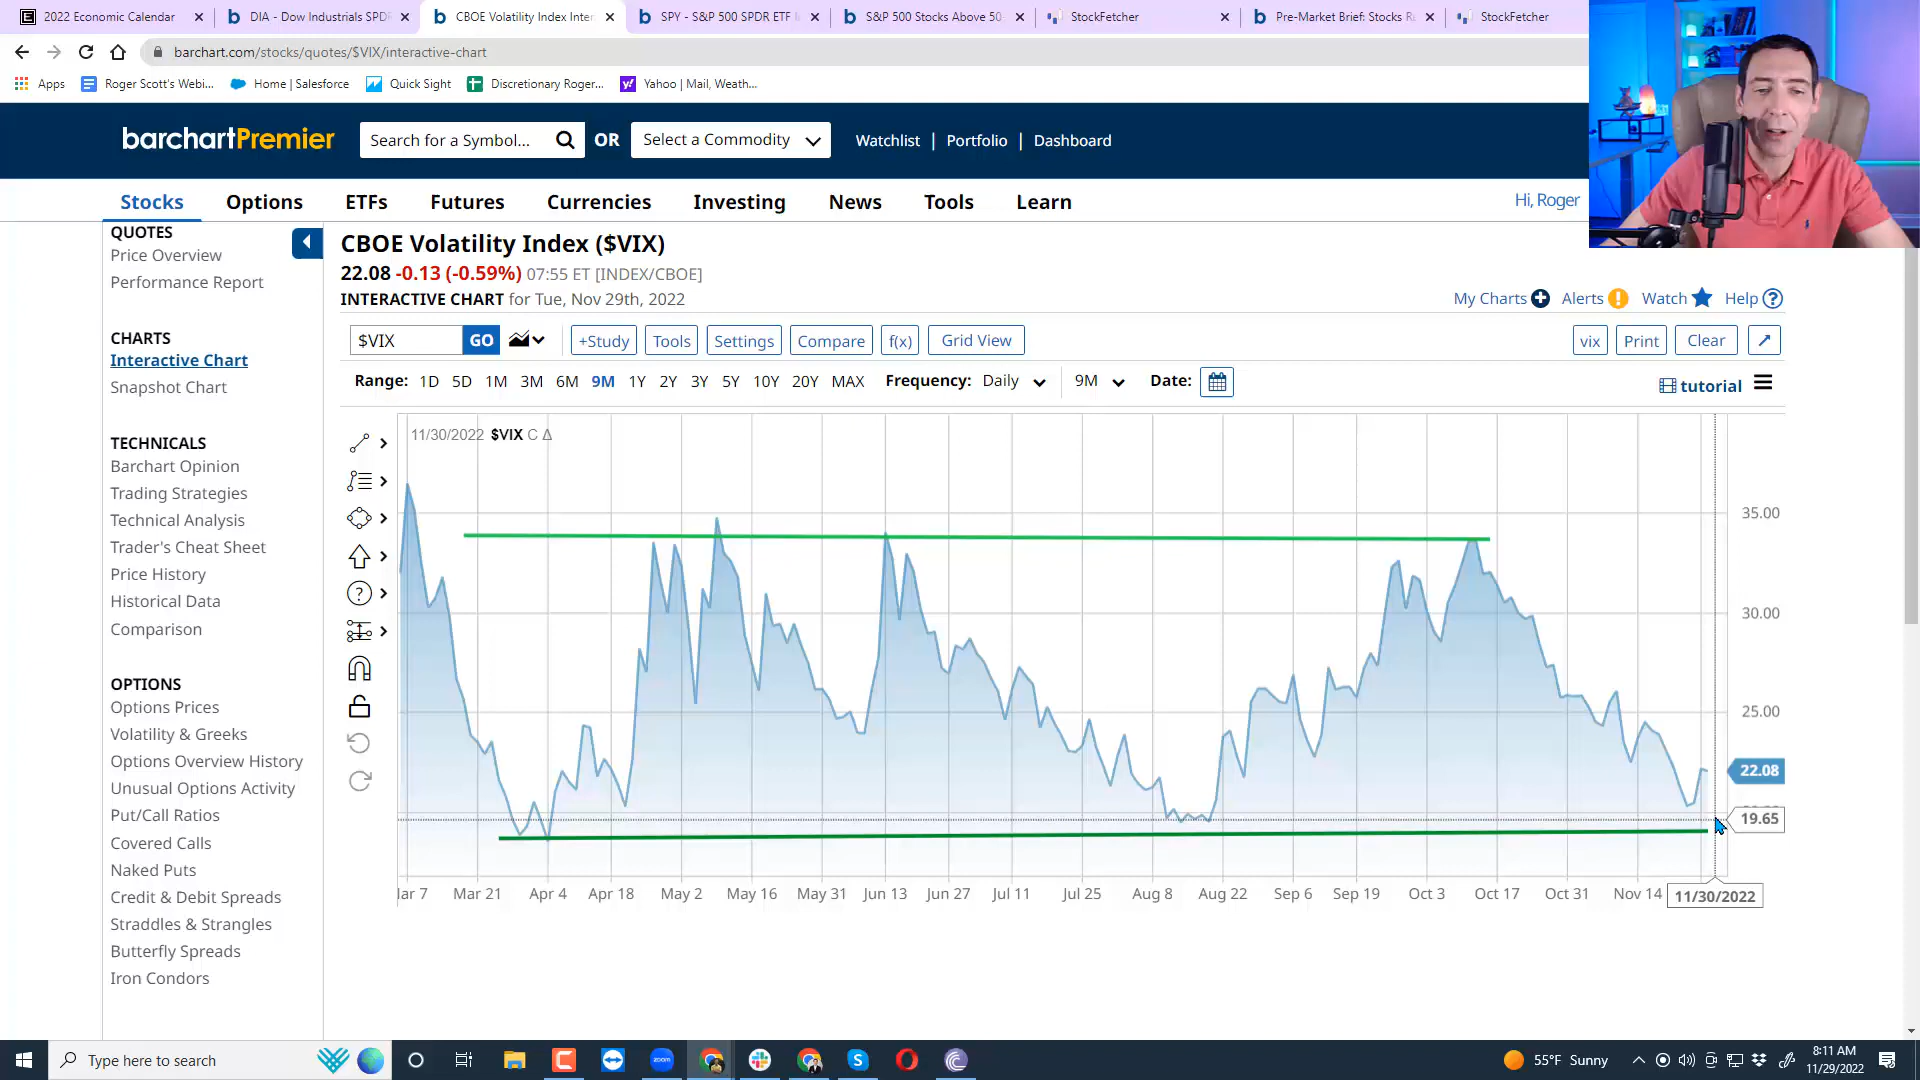 2022 Economic Calendar
DIA - Dow Industrials SPDR
CBOE Volatility Index Inter
SPY - S&P 500 SPDR ETF
S&P 500 Stocks Above 50-
StockFetcher
Pre-Market Brief: Stocks R
StockFetcher
barchart.com/stocks/quotes/$VIX/interactive-chart
Apps
Roger Scott's Webi...
Home | Salesforce
Quick Sight
Discretionary Roger...
Yahoo | Mail, Weath...
barchartPremier
Search for a Symbol...
OR
Select a Commodity
Watchlist | Portfolio | Dashboard
Stocks Options ETFs Futures Currencies Investing News Tools Learn
Hi, Roger
QUOTES
Price Overview
Performance Report
CHARTS
Interactive Chart
Snapshot Chart
TECHNICALS
Barchart Opinion
Trading Strategies
Technical Analysis
Trader's Cheat Sheet
Price History
Historical Data
Comparison
OPTIONS
Options Prices
Volatility & Greeks
Options Overview History
Unusual Options Activity
Put/Call Ratios
Covered Calls
Naked Puts
Credit & Debit Spreads
Straddles & Strangles
Butterfly Spreads
Iron Condors
CBOE Volatility Index ($VIX)
22.08 -0.13 (-0.59%) 07:55 ET [INDEX/CBOE]
INTERACTIVE CHART for Tue, Nov 29th, 2022
My Charts Alerts Watch Help
$VIX GO +Study Tools Settings Compare f(x) Grid View vix Print Clear
Range: 1D 5D 1M 3M 6M 9M 1Y 2Y 3Y 5Y 10Y 20Y MAX Frequency: Daily 9M Date:
tutorial
11/30/2022 $VIX C Δ
35.00
30.00
25.00
22.08
19.65
ar 7 Mar 21 Apr 4 Apr 18 May 2 May 16 May 31 Jun 13 Jun 27 Jul 11 Jul 25 Aug 8 Aug 22 Sep 6 Sep 19 Oct 3 Oct 17 Oct 31 Nov 14 11/30/2022
Type here to search
55°F Sunny
8:11 AM
11/29/2022